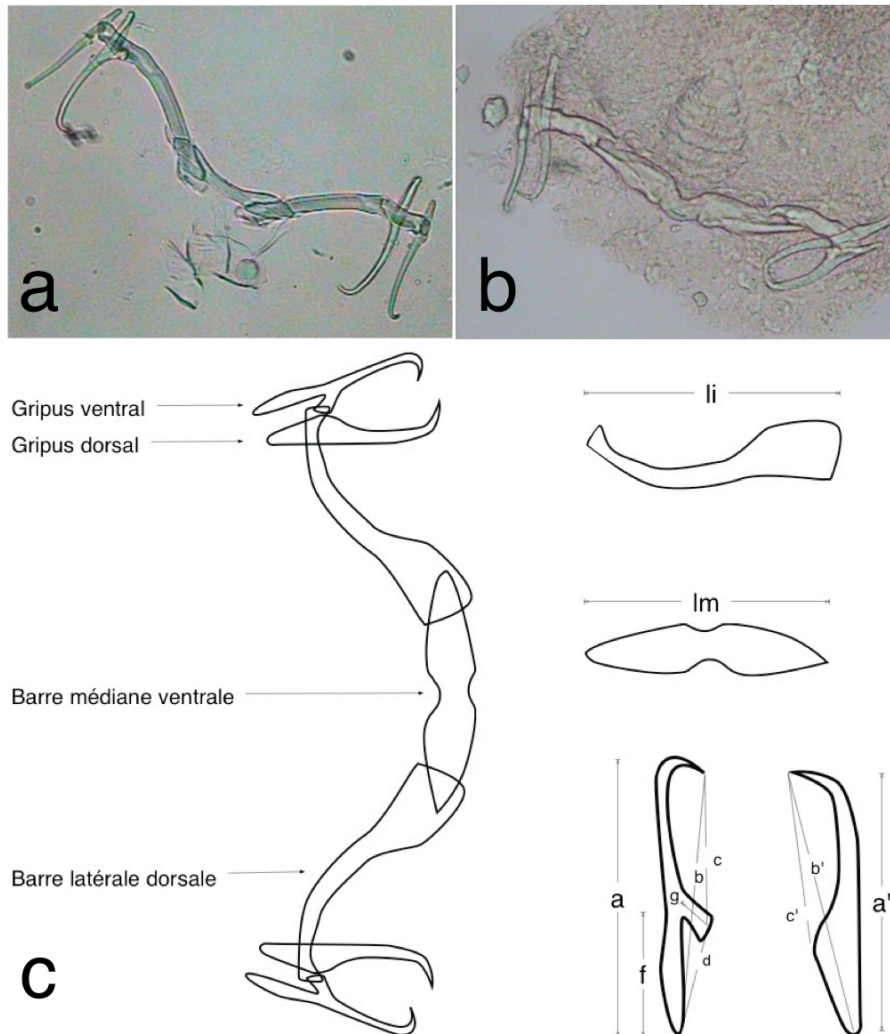 a
b
Gripus ventral
Gripus dorsal
Barre médiane ventrale
Barre latérale dorsale
c
li
lm
a
b
c
g
f
d
a'
b'
c'